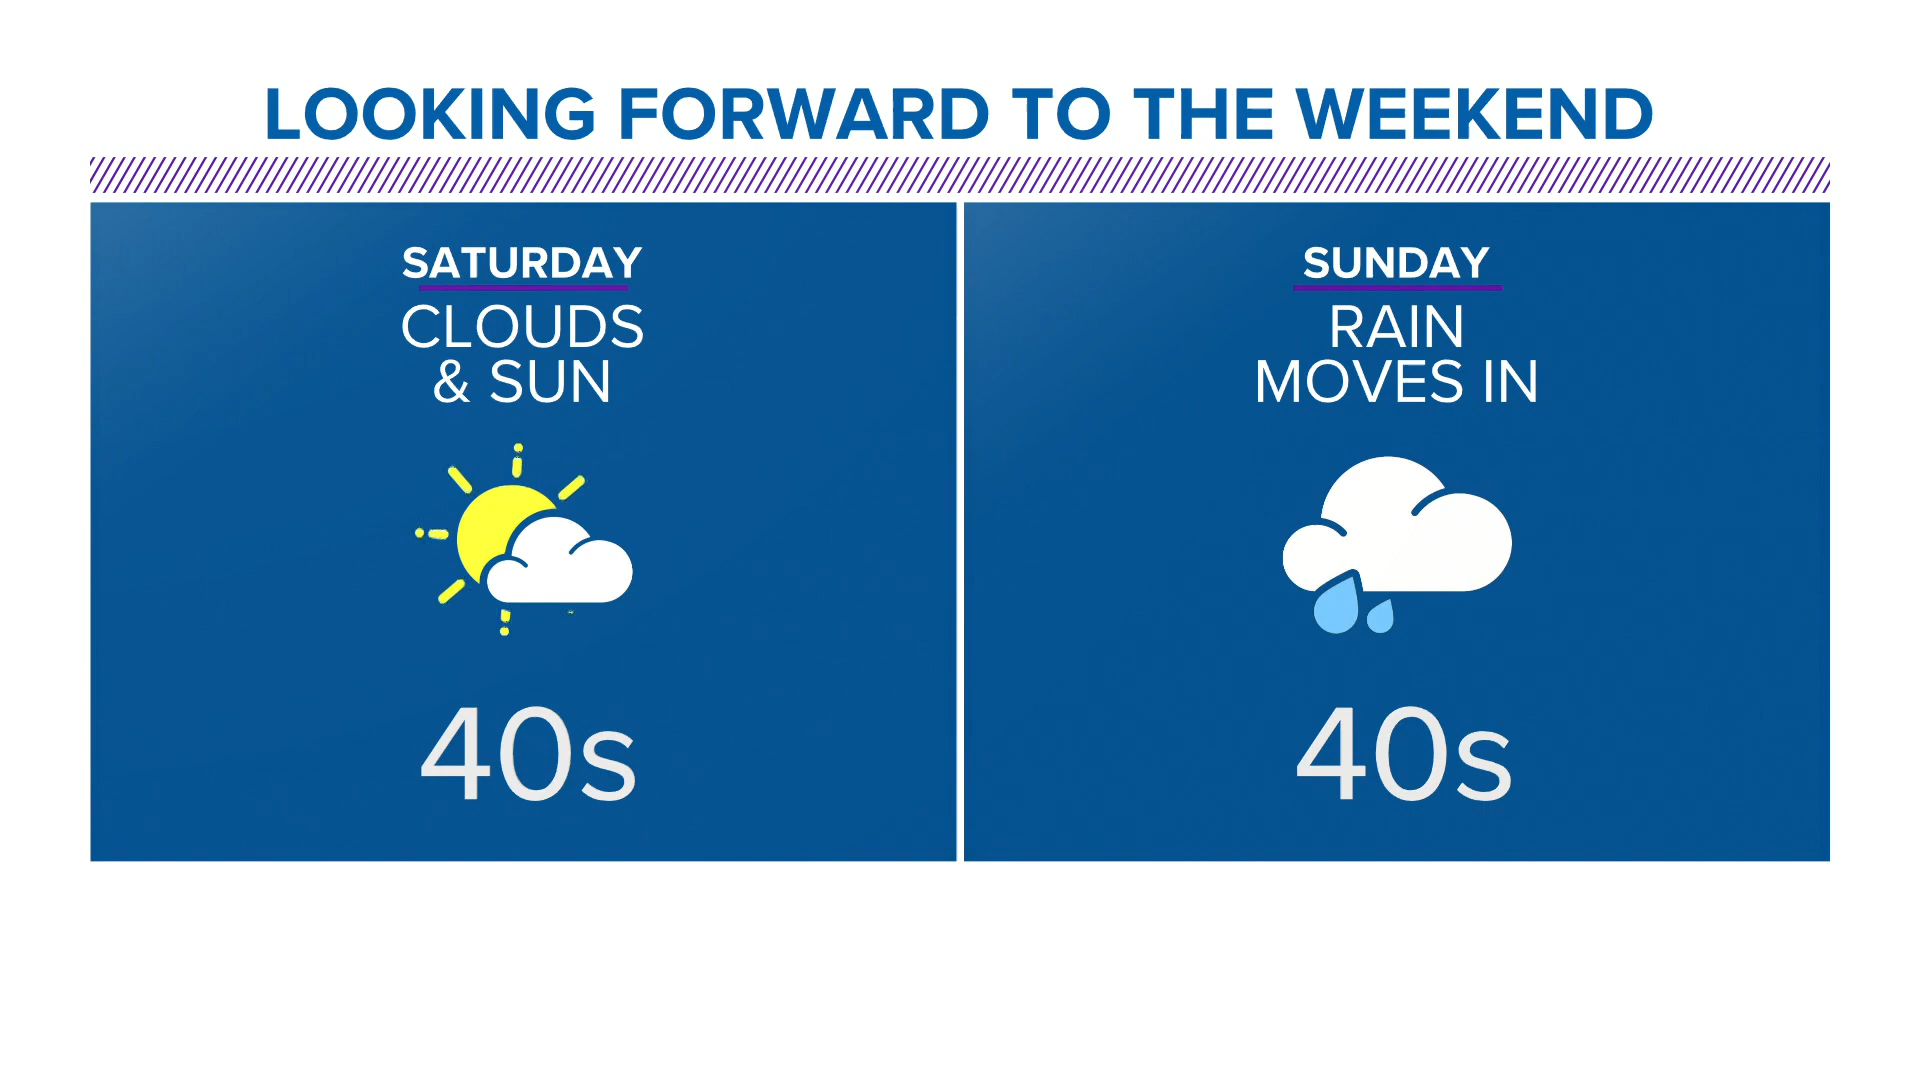 LOOKING FORWARD TO THE WEEKEND
SATURDAY
CLOUDS
& SUN
40s
SUNDAY
RAIN
MOVES IN
40s